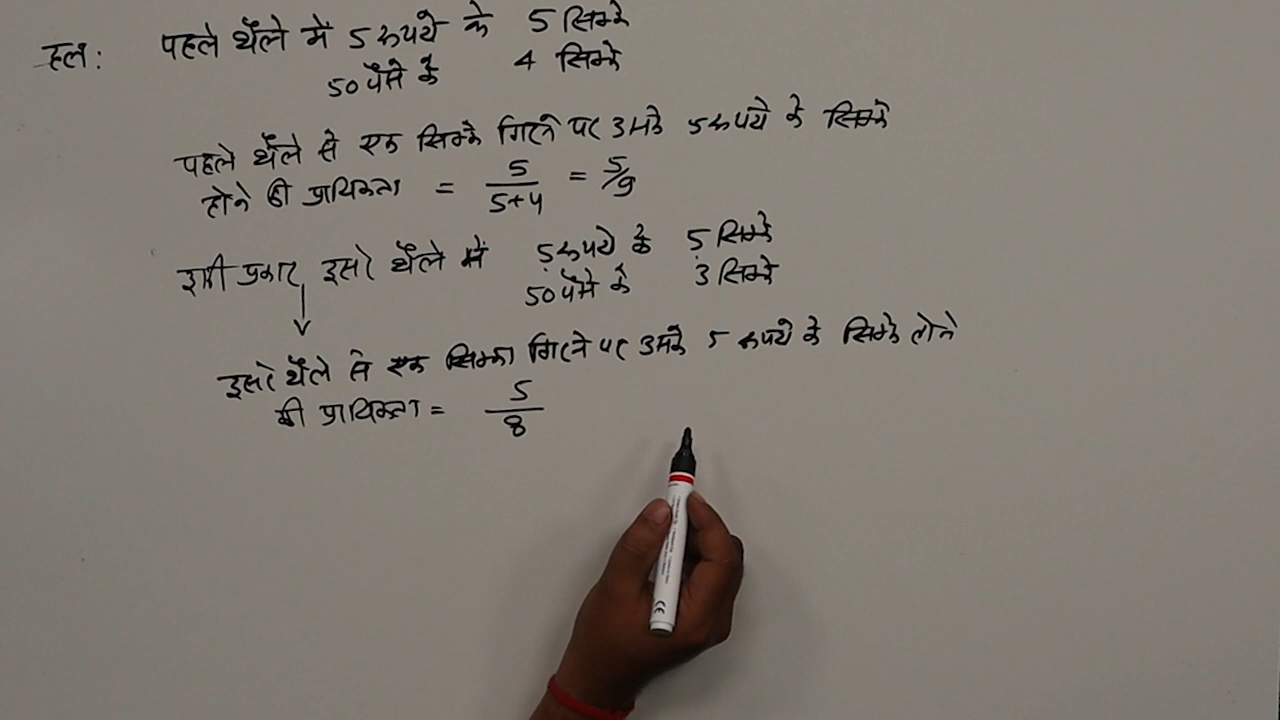 हल: पहले थैले में 5 रूपये के 5 सिक्के
50 पैसे के 4 सिक्के
पहले थैले से एक सिक्के गिरने पर उसके 5 रूपये के सिक्के
होने की प्रायिकता = 5/5+4 = 5/9
इसी प्रकार, दूसरे थैले में 5 रूपये के 5 सिक्के
50 पैसे के 3 सिक्के
दूसरे थैले से एक सिक्का गिरने पर उसके 5 रूपये के सिक्के होने
की प्रायिकता = 5/8